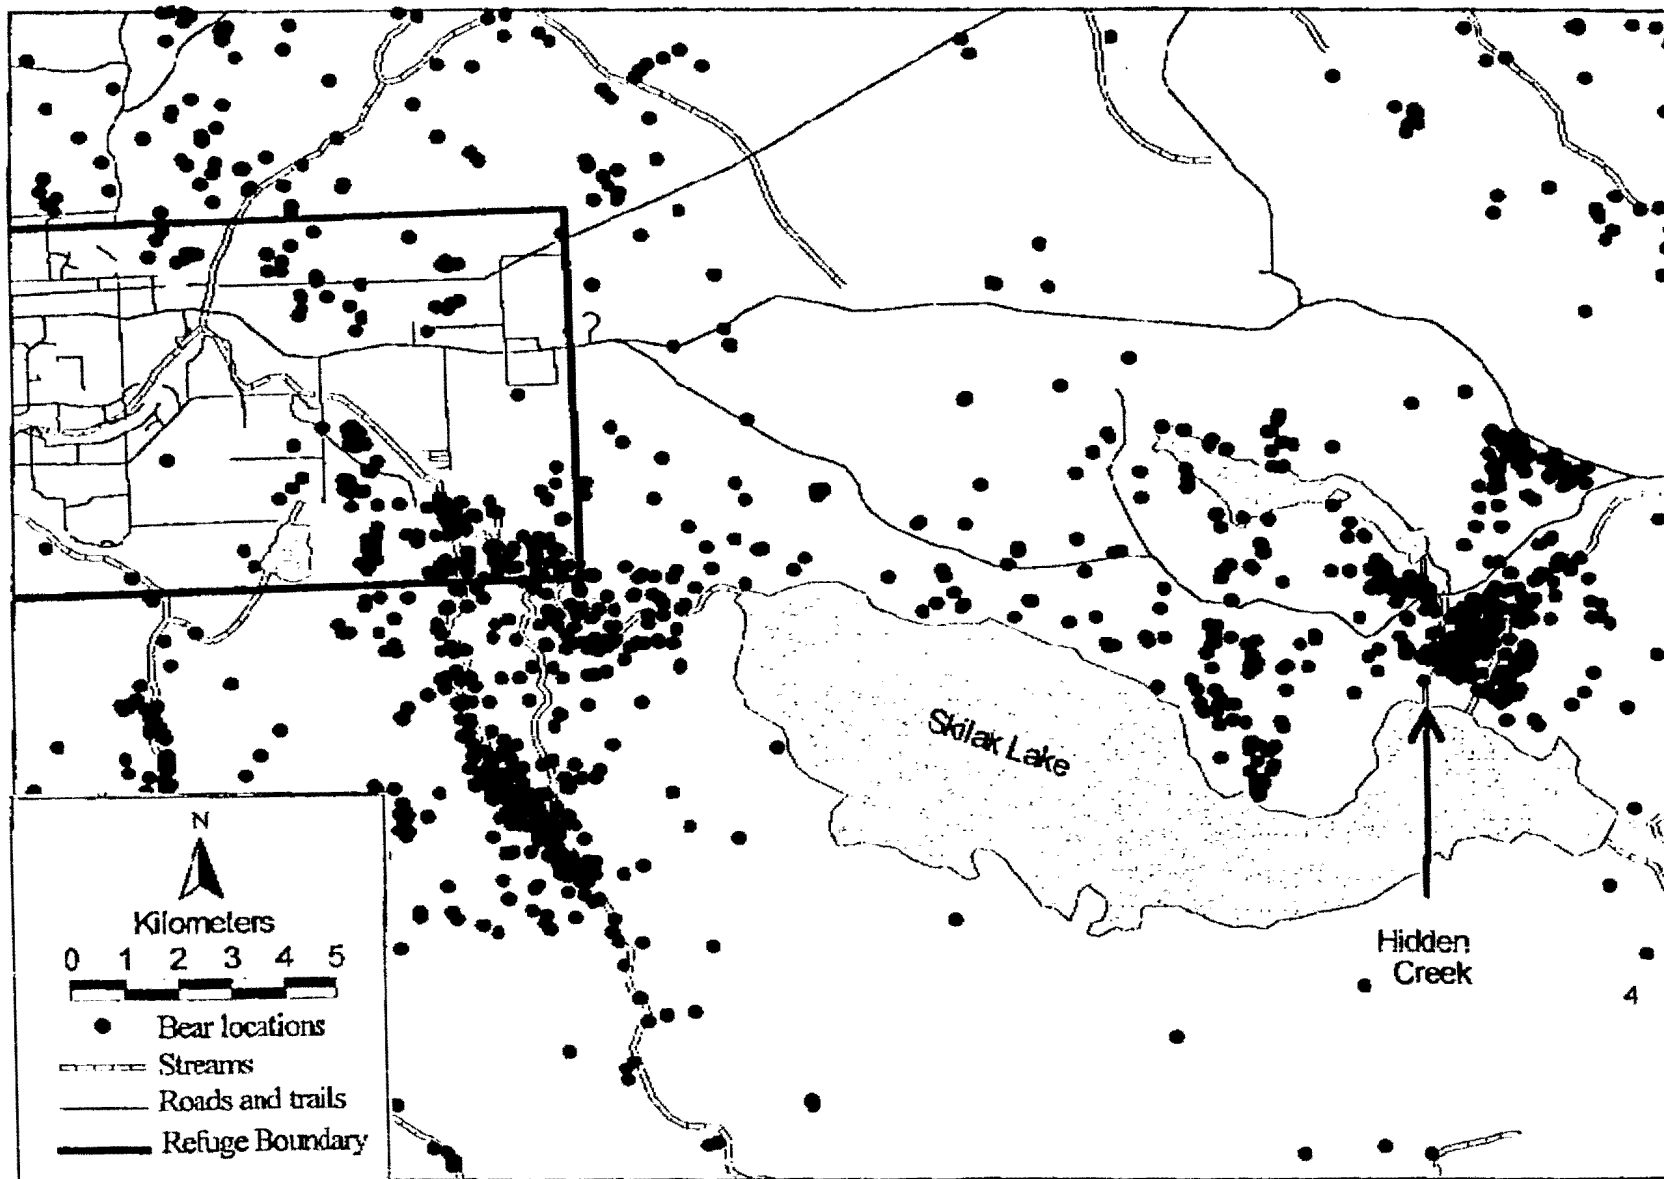 Skilak Lake
Hidden
Creek
4
N
Kilometers
0 1 2 3 4 5
Bear locations
Streams
Roads and trails
Refuge Boundary